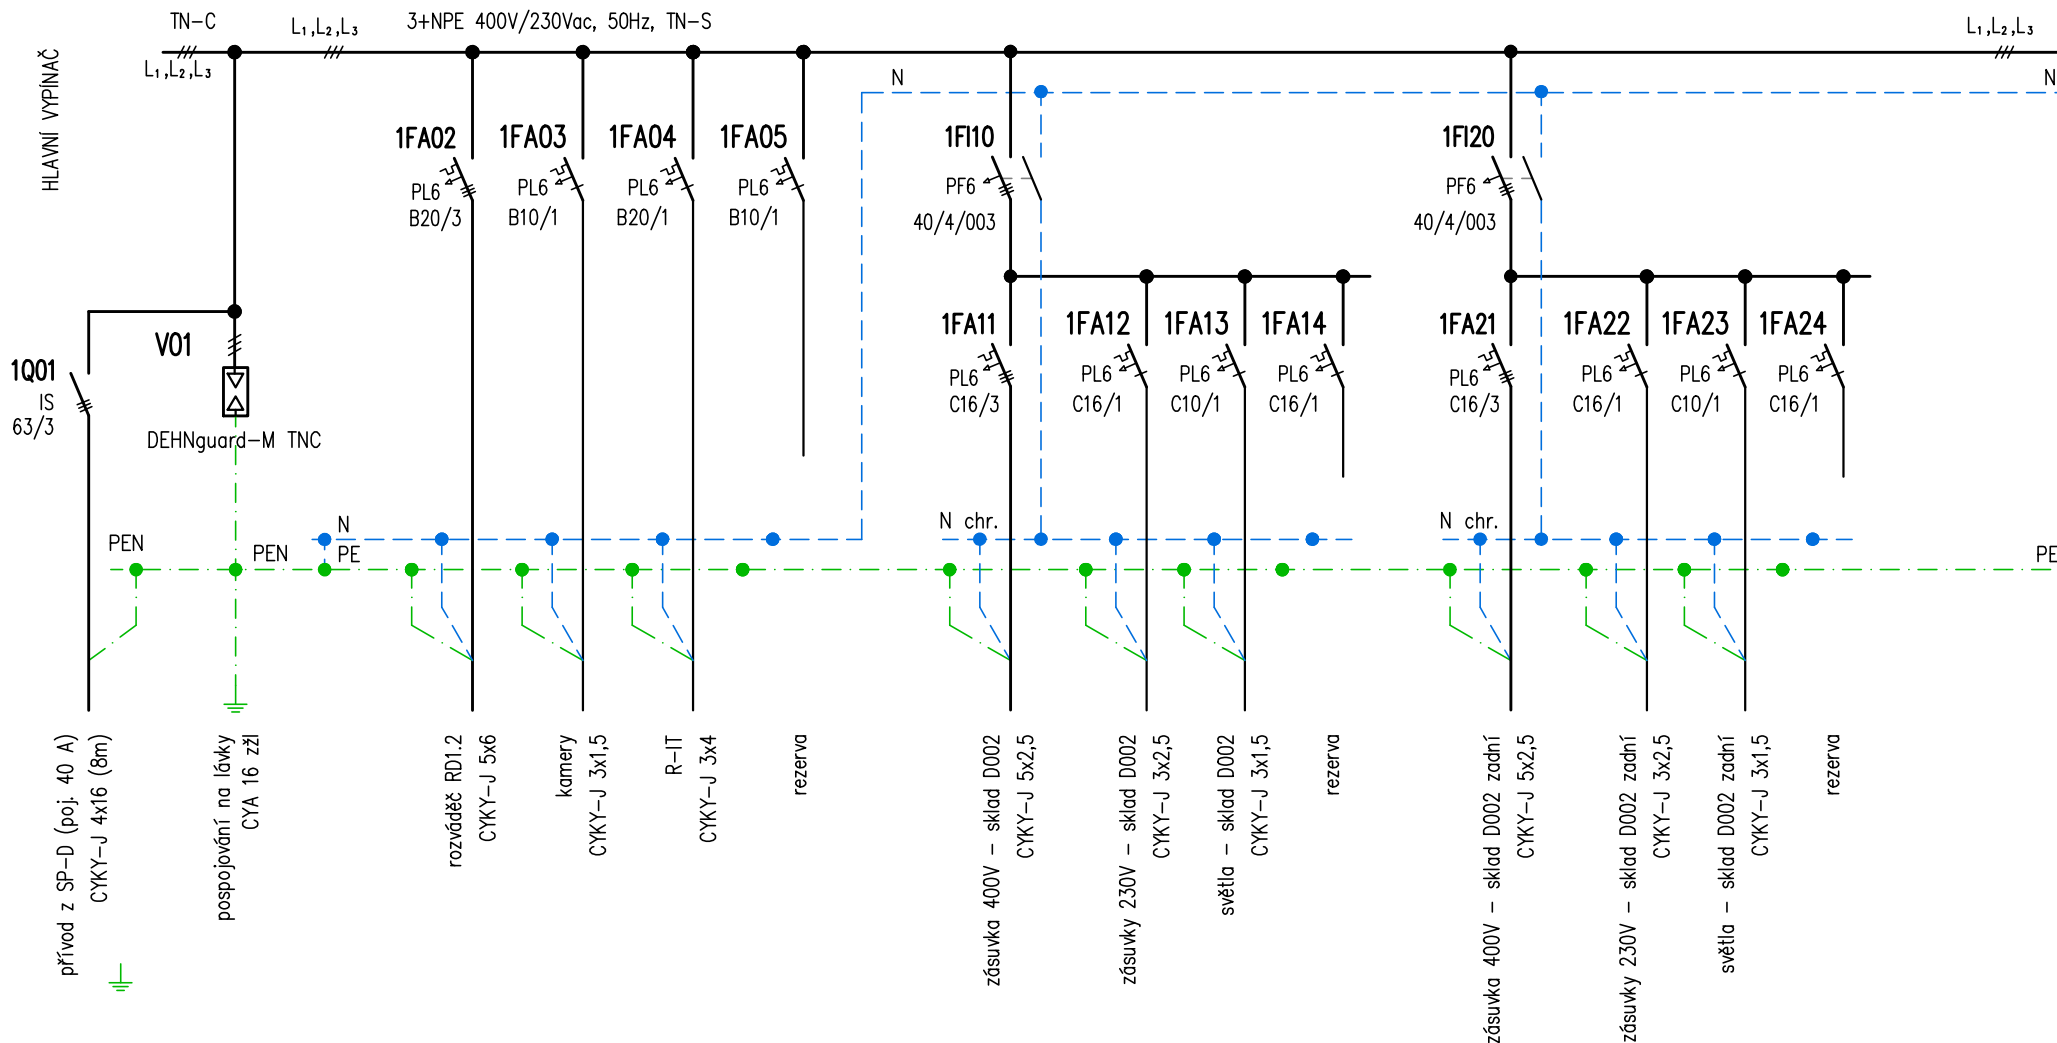 TN-C
L1,L2,L3
3+NPE 400V/230Vac, 50Hz, TN-S
L1,L2,L3
L1,L2,L3
HLAVNÍ VYPÍNAČ
N
N
1FA02
PL6
B20/3
1FA03
PL6
B10/1
1FA04
PL6
B20/1
1FA05
PL6
B10/1
1FI10
PF6
40/4/003
1FI20
PF6
40/4/003
1Q01
IS
63/3
V01
DEHNguard-M TNC
1FA11
PL6
C16/3
1FA12
PL6
C16/1
1FA13
PL6
C10/1
1FA14
PL6
C16/1
1FA21
PL6
C16/3
1FA22
PL6
C16/1
1FA23
PL6
C10/1
1FA24
PL6
C16/1
PEN
PEN
N
PE
N chr.
N chr.
PE
přívod z SP-D (poj. 40 A)
CYKY-J 4x16 (8m)
pospojování na lávky
CYA 16 zžl
rozváděč RD1.2
CYKY-J 5x6
kamery
CYKY-J 3x1,5
R-IT
CYKY-J 3x4
rezerva
zásuvka 400V - sklad D002
CYKY-J 5x2,5
zásuvky 230V - sklad D002
CYKY-J 3x2,5
světla - sklad D002
CYKY-J 3x1,5
rezerva
zásuvka 400V - sklad D002 zadní
CYKY-J 5x2,5
zásuvky 230V - sklad D002 zadní
CYKY-J 3x2,5
světla - sklad D002 zadní
CYKY-J 3x1,5
rezerva